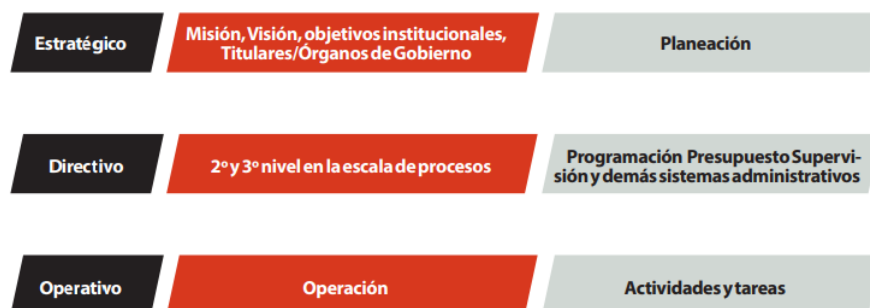 Estratégico
Misión, Visión, objetivos institucionales,
Titulares/Órganos de Gobierno
Planeación
Directivo
2º y 3º nivel en la escala de procesos
Programación Presupuesto Supervi-
sión y demás sistemas administrativos
Operativo
Operación
Actividades y tareas